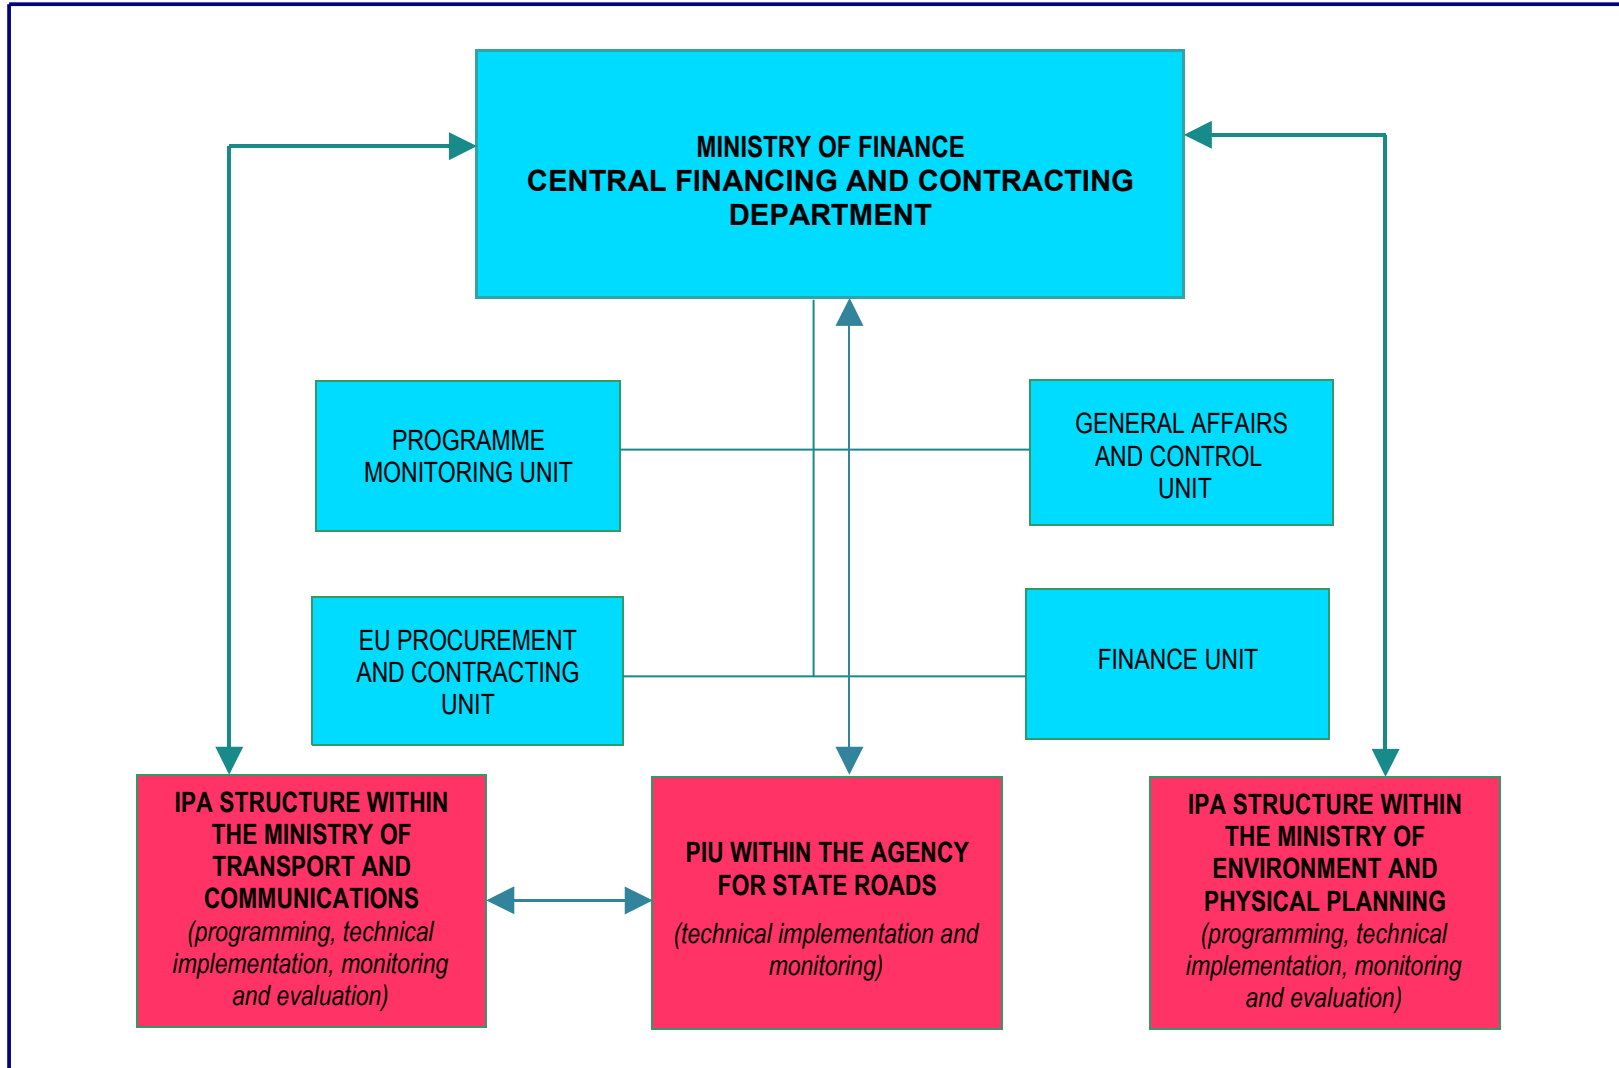 MINISTRY OF FINANCE
CENTRAL FINANCING AND CONTRACTING
DEPARTMENT
PROGRAMME
MONITORING UNIT
GENERAL AFFAIRS
AND CONTROL
UNIT
EU PROCUREMENT
AND CONTRACTING
UNIT
FINANCE UNIT
IPA STRUCTURE WITHIN
THE MINISTRY OF
TRANSPORT AND
COMMUNICATIONS
(programming, technical
implementation, monitoring
and evaluation)
PIU WITHIN THE AGENCY
FOR STATE ROADS
(technical implementation and
monitoring)
IPA STRUCTURE WITHIN
THE MINISTRY OF
ENVIRONMENT AND
PHYSICAL PLANNING
(programming, technical
implementation, monitoring
and evaluation)